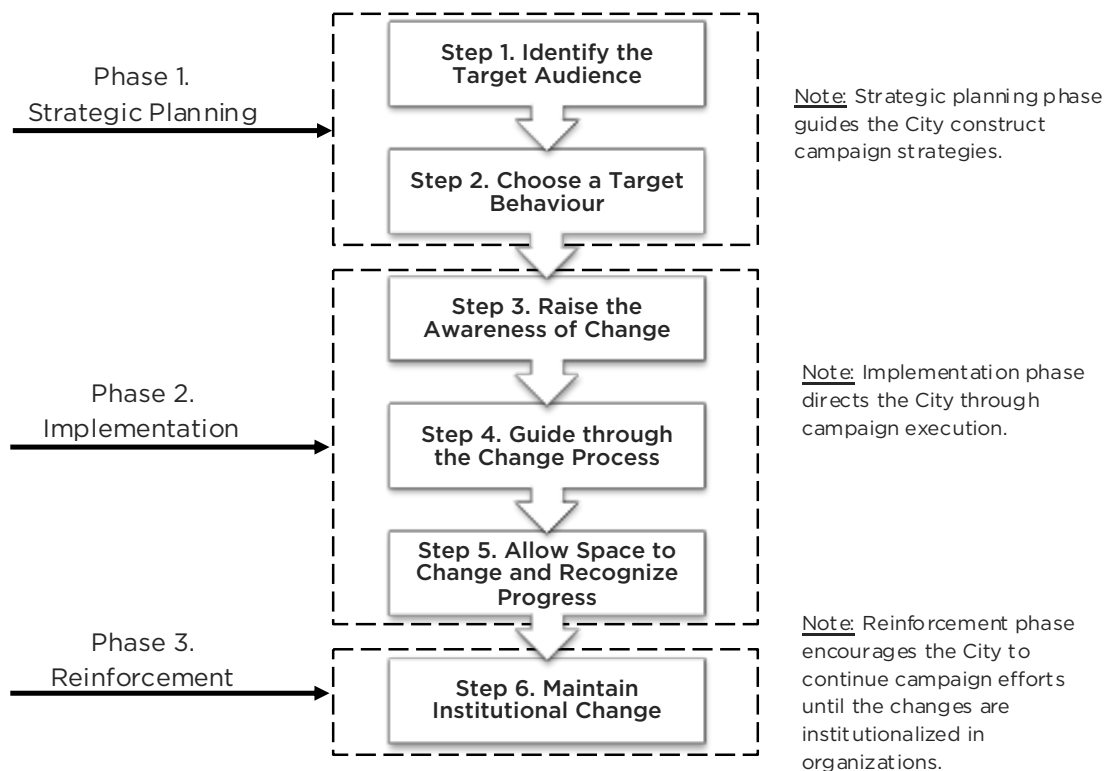 Phase 1.
Strategic Planning
Step 1. Identify the
Target Audience
Step 2. Choose a Target
Behaviour
Note: Strategic planning phase
guides the City construct
campaign strategies.
Phase 2.
Implementation
Step 3. Raise the
Awareness of Change
Step 4. Guide through
the Change Process
Step 5. Allow Space to
Change and Recognize
Progress
Note: Implementation phase
directs the City through
campaign execution.
Phase 3.
Reinforcement
Step 6. Maintain
Institutional Change
Note: Reinforcement phase
encourages the City to
continue campaign efforts
until the changes are
institutionalized in
organizations.